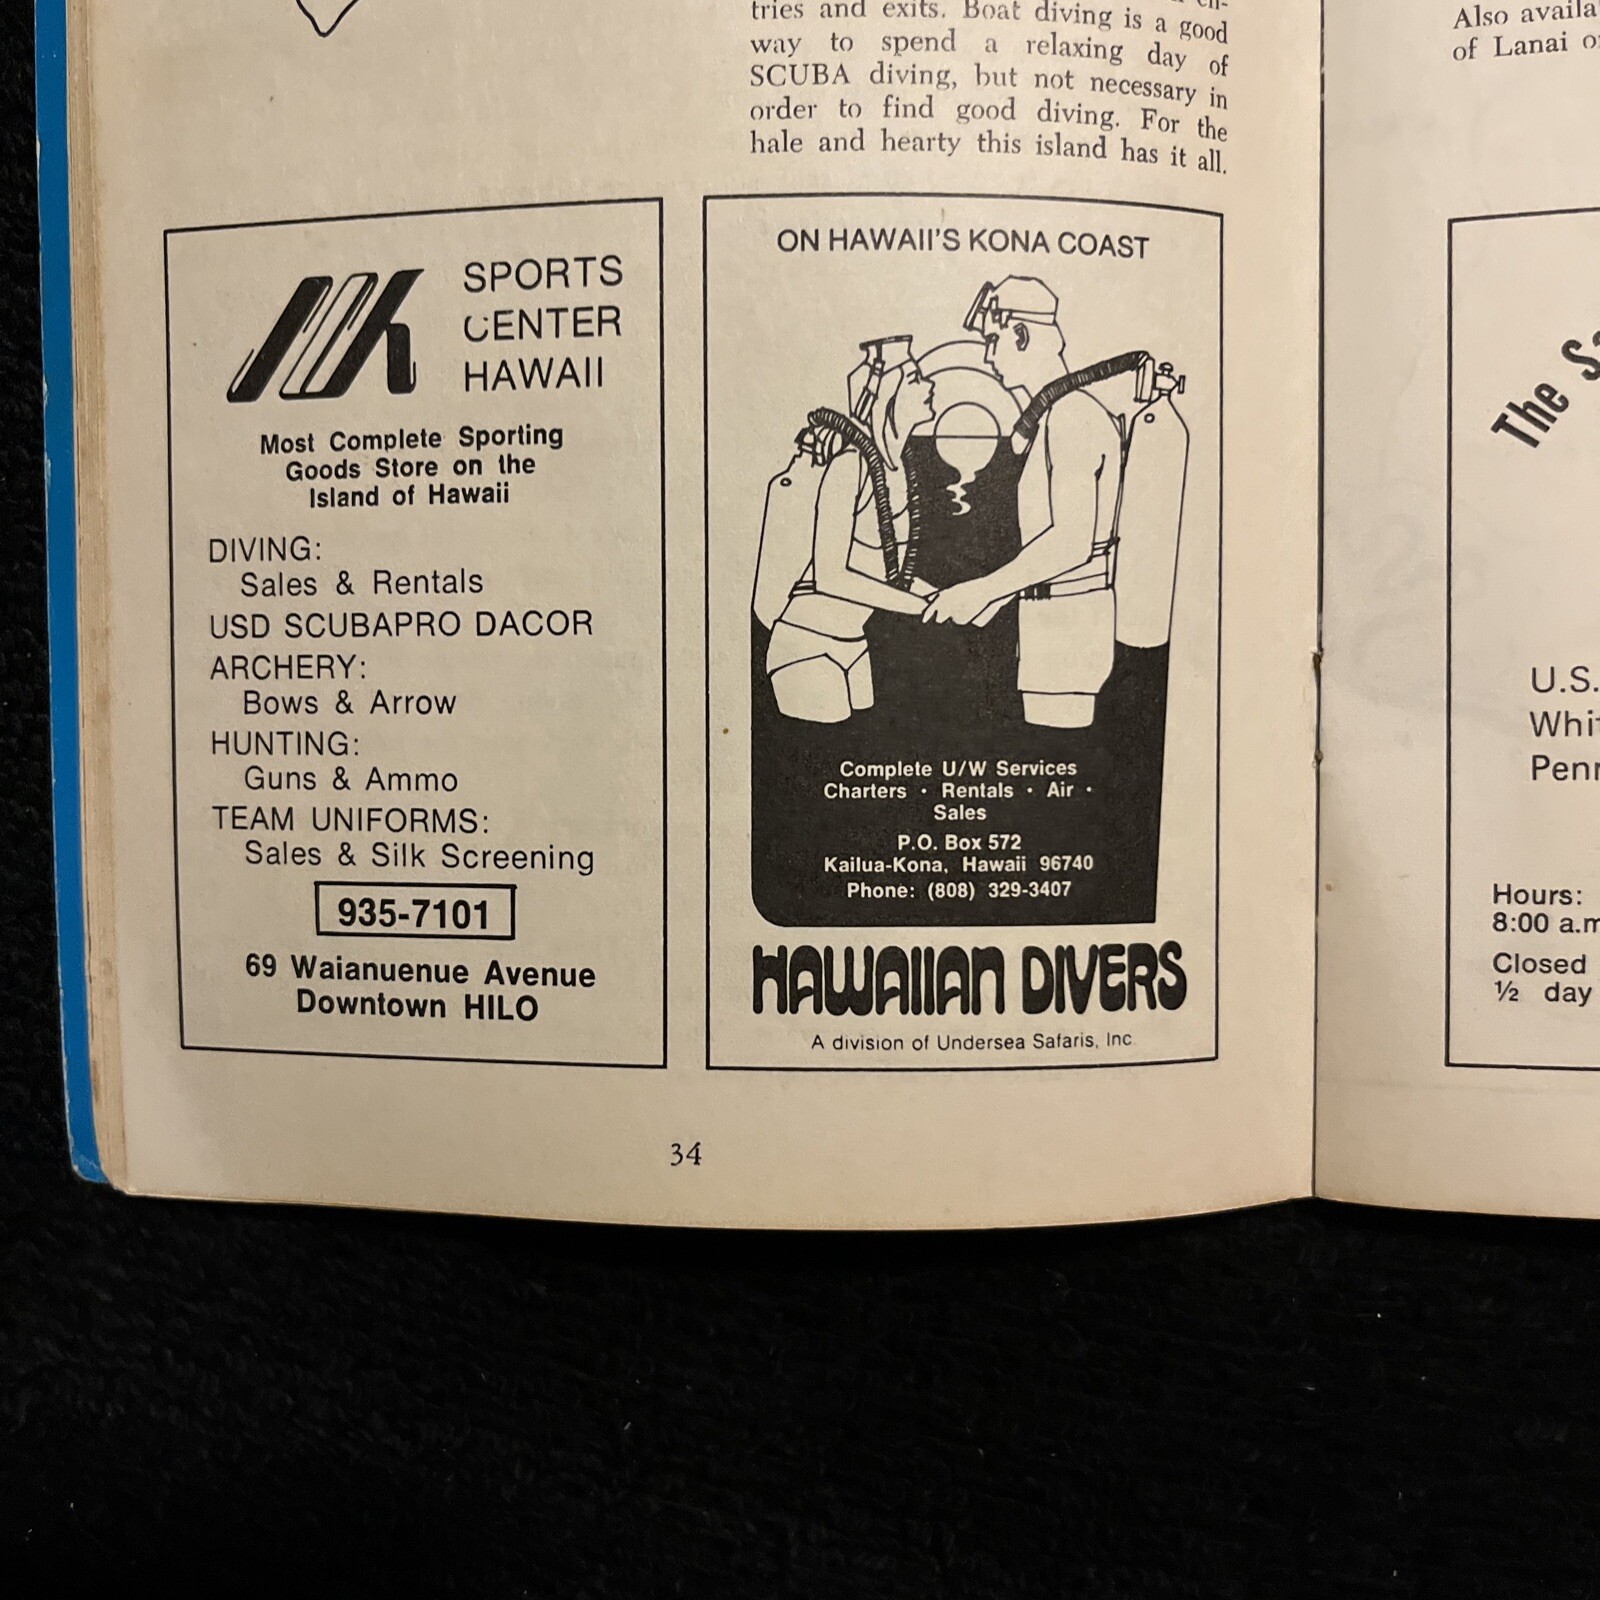 tries and exits. Boat diving is a good
way to spend a relaxing day of
SCUBA diving, but not necessary in
order to find good diving. For the
hale and hearty this island has it all.
SPORTS
CENTER
HAWAII
Most Complete Sporting
Goods Store on the
Island of Hawaii
DIVING:
Sales & Rentals
USD SCUBAPRO DACOR
ARCHERY:
Bows & Arrow
HUNTING:
Guns & Ammo
TEAM UNIFORMS:
Sales & Silk Screening
935-7101
69 Waianuenue Avenue
Downtown HILO
ON HAWAII'S KONA COAST
Complete U/W Services
Charters · Rentals · Air ·
Sales
P.O. Box 572
Kailua-Kona, Hawaii 96740
Phone: (808) 329-3407
HAWAIIAN DIVERS
A division of Undersea Safaris, Inc
34
Also availa
of Lanai
The Sa
U.S.
Whi
Penn
Hours:
8:00 a.m
Closed
½ day